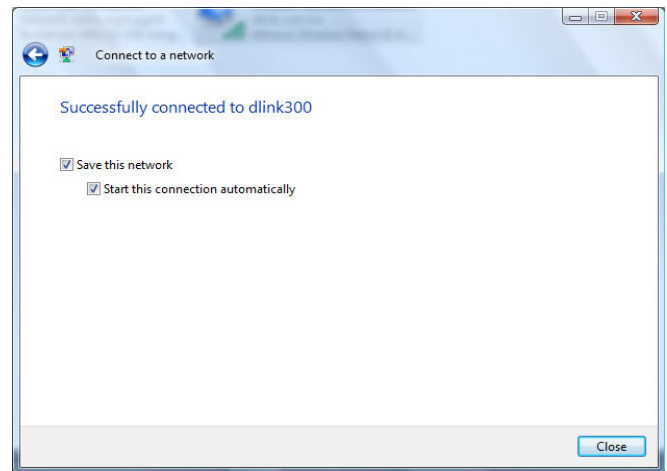 Connect to a network
Successfully connected to dlink300
Save this network
Start this connection automatically
Close